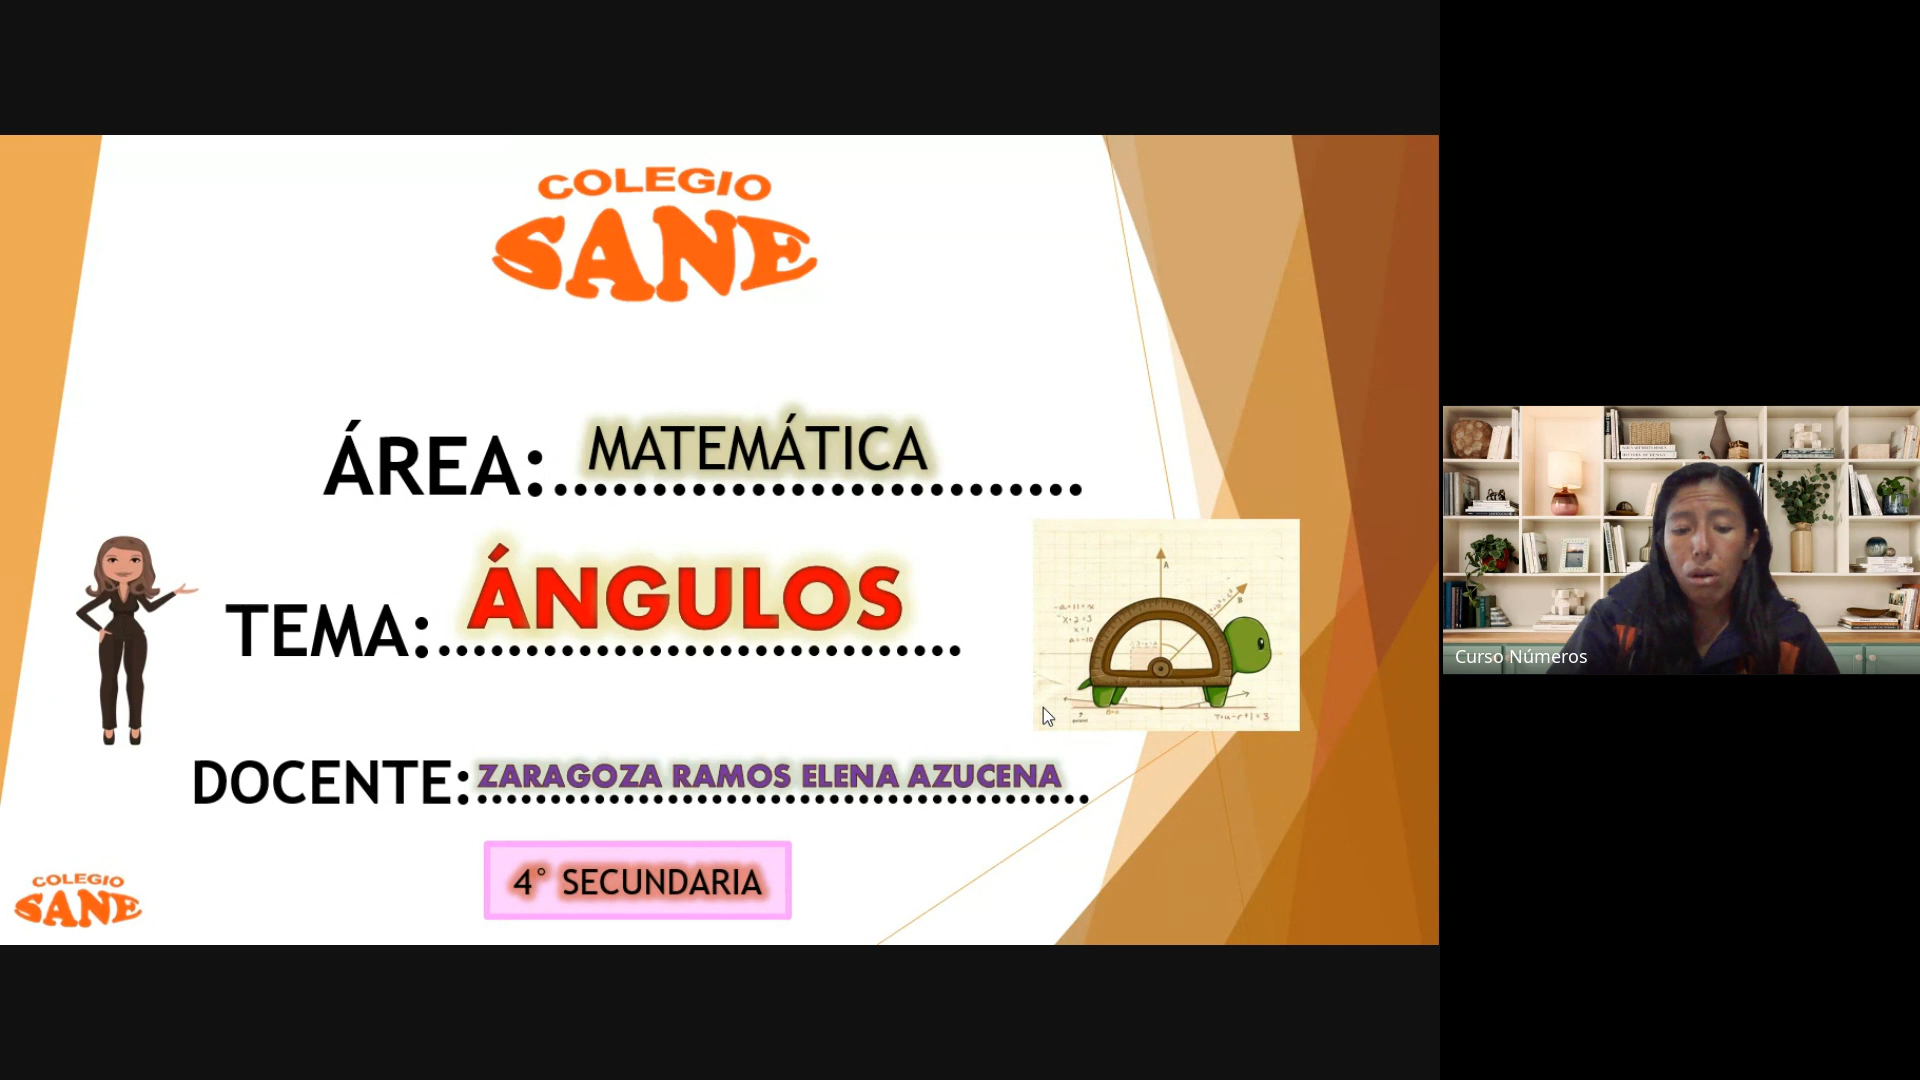 COLEGIO
SANE
ÁREA: MATEMÁTICA
TEMA: ÁNGULOS
DOCENTE: ZARAGOZA RAMOS ELENA AZUCENA
4° SECUNDARIA
COLEGIO
SANE
A
B
Curso Números